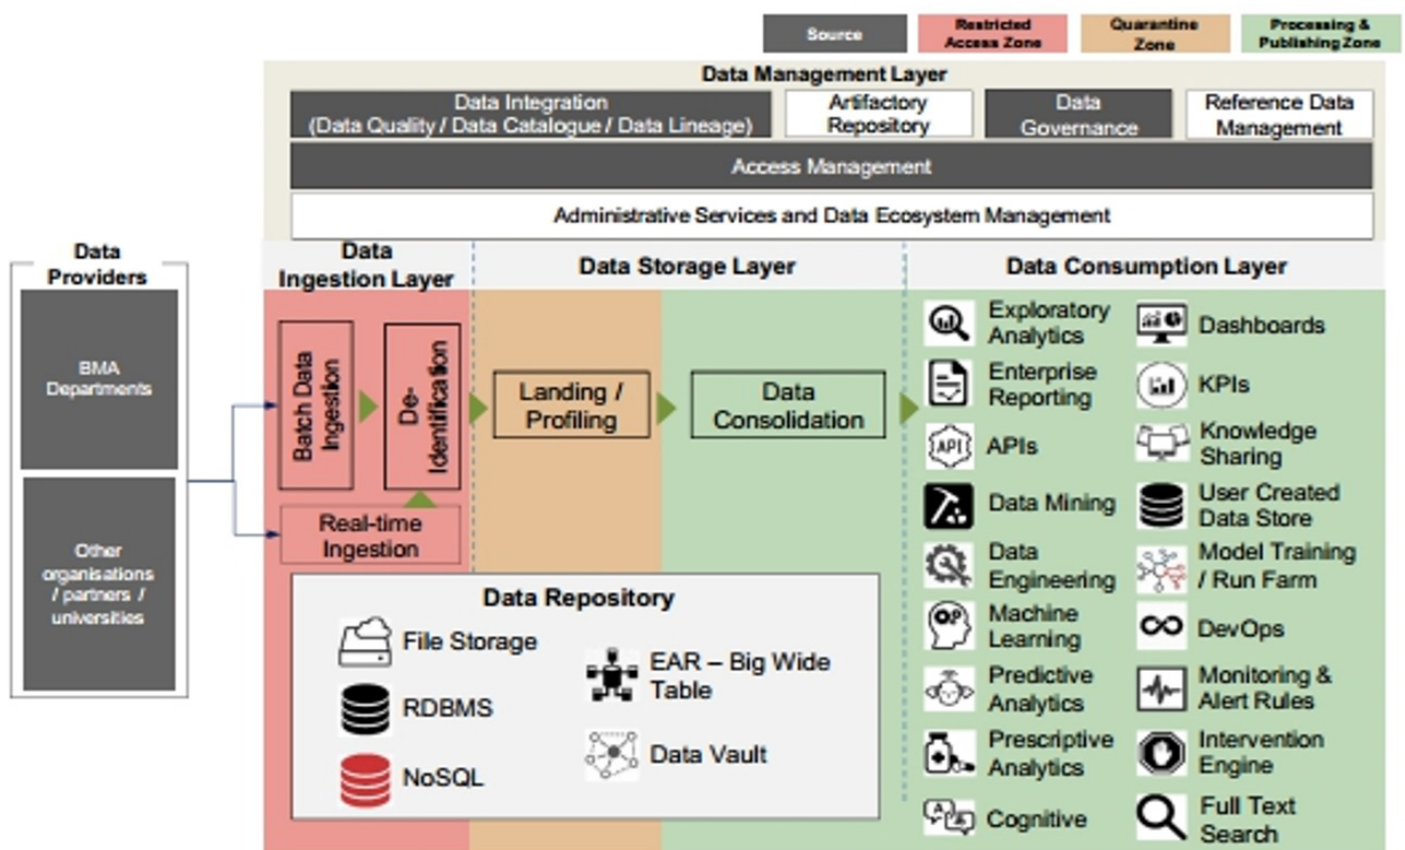 Source
Restricted
Access Zone
Quarantine
Zone
Processing &
Publishing Zone
Data Management Layer
Data Integration
(Data Quality / Data Catalogue / Data Lineage)
Artifactory
Repository
Data
Governance
Reference Data
Management
Access Management
Administrative Services and Data Ecosystem Management
Data
Providers
BMA
Departments
Other
organisations
/ partners /
universities
Data
Ingestion Layer
Batch Data
Ingestion
De-
Identification
Real-time
Ingestion
Data Storage Layer
Landing /
Profiling
Data
Consolidation
Data Repository
File Storage
RDBMS
NoSQL
EAR – Big Wide
Table
Data Vault
Data Consumption Layer
Exploratory
Analytics
Dashboards
Enterprise
Reporting
KPIs
API
APIs
Knowledge
Sharing
Data Mining
User Created
Data Store
Data
Engineering
Model Training
/ Run Farm
Machine
Learning
DevOps
Predictive
Analytics
Monitoring &
Alert Rules
Prescriptive
Analytics
Intervention
Engine
Cognitive
Full Text
Search